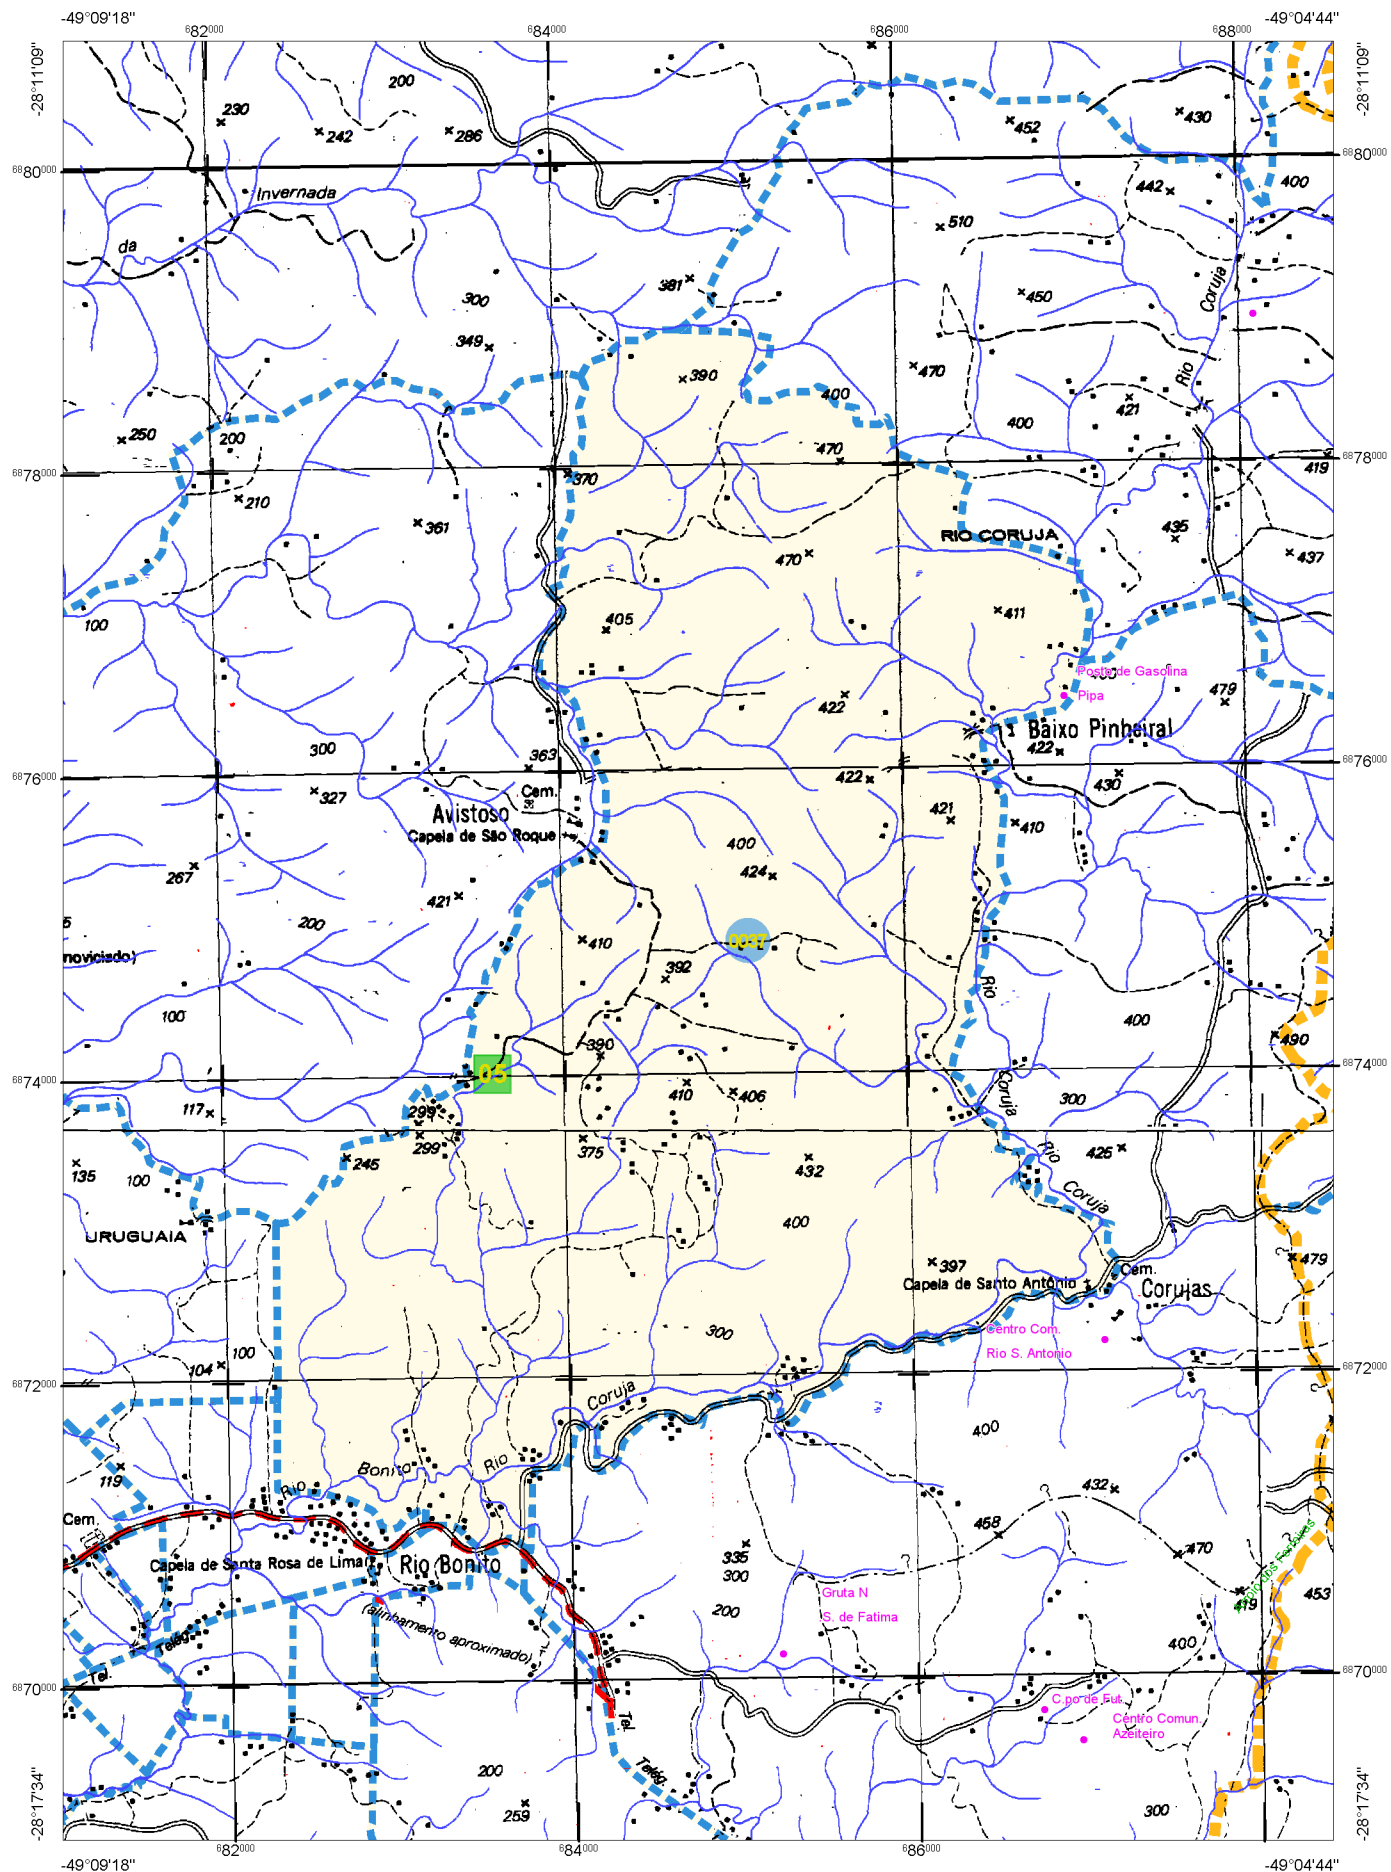 -49°09'18" -49°04'44"
682000 684000 686000 688000
-28°11'09" -28°11'09"
200
230 242 286 452 430
6880000 6880000
442 400
Invernada
510
da
381 Coruja
300 450
349
Rio
390 470
400 421
400
250 200 470
419
6878000 370 6878000
210
361 435
RIO CORUJA
470 437
405 411
100
Posto de Gasolina
422 479
Pipa
Baixo Pinheiral
300 363 422
6876000 422 6876000
327 Cem. 430
Avistoso 421
Capela de São Roque 410
400
267 424
421
200
410
noviciado)
0037
392
Rio
100 400
390 490
6874000 05 6874000
117 299 410 406 Coruja 300
299 375 Rio 425
135 245 432
100 Coruja
400
URUGUAIA
397 479
Cem.
Capela de Santo Antônio Corujas
300 Centro Com.
100 Rio S. Antonio
104
6872000 6872000
Coruja
400
Rio
Bonito
119 Rio 432
Cem. 468
Capela de Santa Rosa de Lima Rio Bonito 335 470
300
Gruta N 453
200 S. de Fatima
(alinhamento aproximado)
Teleg.
400
Tel.
6870000 6870000
C.po de Fut.
Tel. Centro Comun.
Azeiteiro
Teleg.
200
259 300
-28°17'34" -28°17'34"
682000 684000 686000
-49°09'18" -49°04'44"